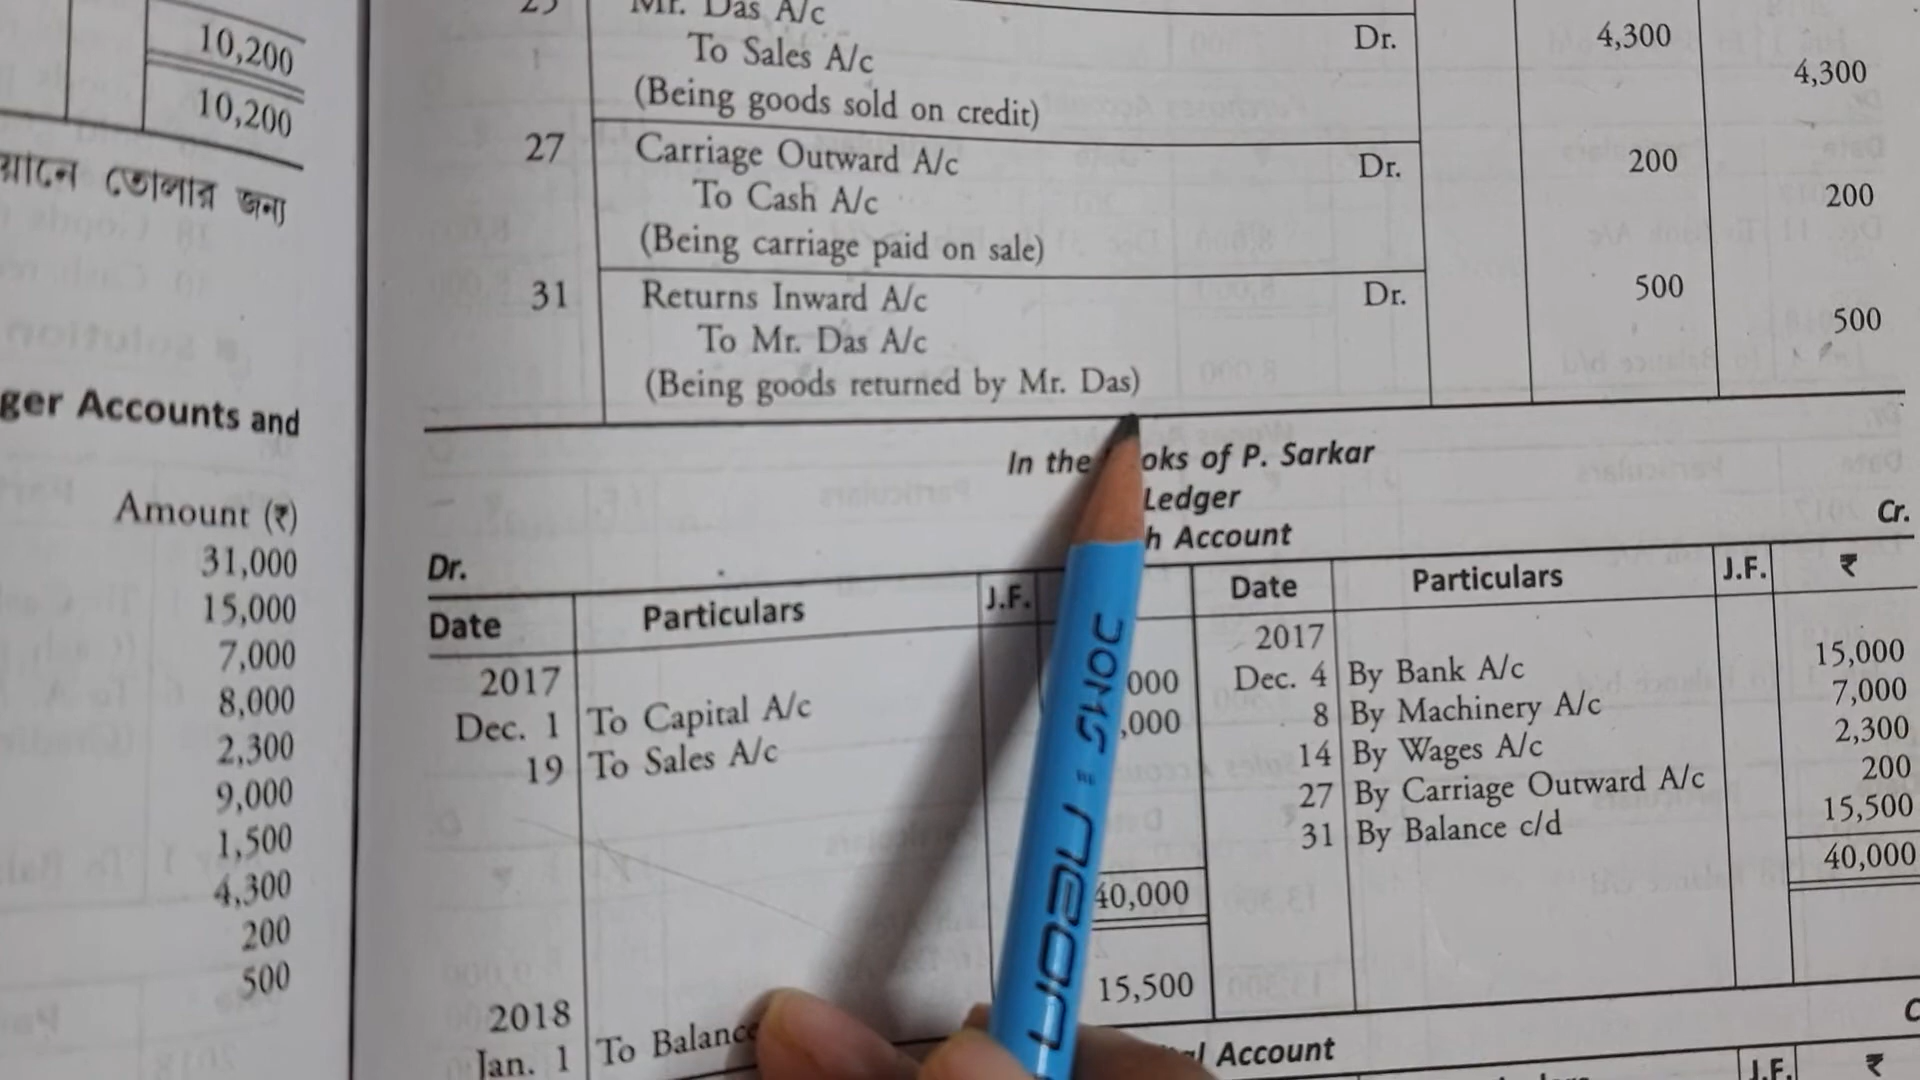 10,200
10,200
জন্য
ger Accounts and
Amount (₹)
31,000
15,000
7,000
8,000
2,300
9,000
1,500
4,300
200
500
Mr. Das A/c Dr. 4,300
To Sales A/c 4,300
(Being goods sold on credit)
27 Carriage Outward A/c Dr. 200
To Cash A/c 200
(Being carriage paid on sale)
31 Returns Inward A/c Dr. 500
To Mr. Das A/c 500
(Being goods returned by Mr. Das)
In the oks of P. Sarkar
Ledger
h Account
Dr. Cr.
Date Particulars J.F. Date Particulars J.F. ₹
2017 2017
Dec. 1 To Capital A/c 000 Dec. 4 By Bank A/c 15,000
19 To Sales A/c ,000 8 By Machinery A/c 7,000
14 By Wages A/c 2,300
27 By Carriage Outward A/c 200
31 By Balance c/d 15,500
40,000 40,000
2018
Jan. 1 To Balance 15,500
Account
J.F. ₹